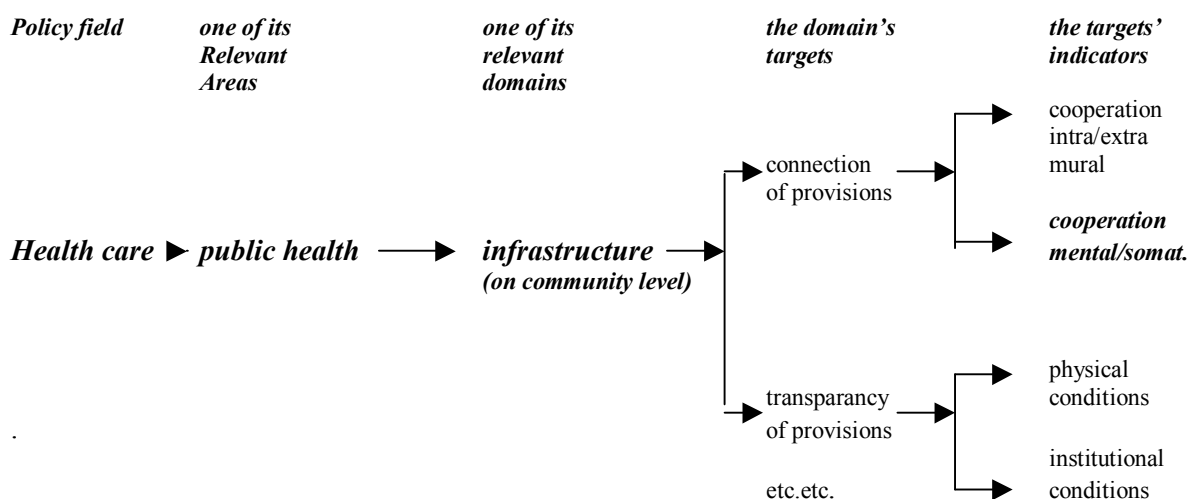 Policy field
one of its
Relevant
Areas
one of its
relevant
domains
the domain’s
targets
the targets’
indicators
Health care
public health
infrastructure
(on community level)
connection
of provisions
cooperation
intra/extra
mural
cooperation
mental/somat.
transparancy
of provisions
physical
conditions
institutional
conditions
etc.etc.
.